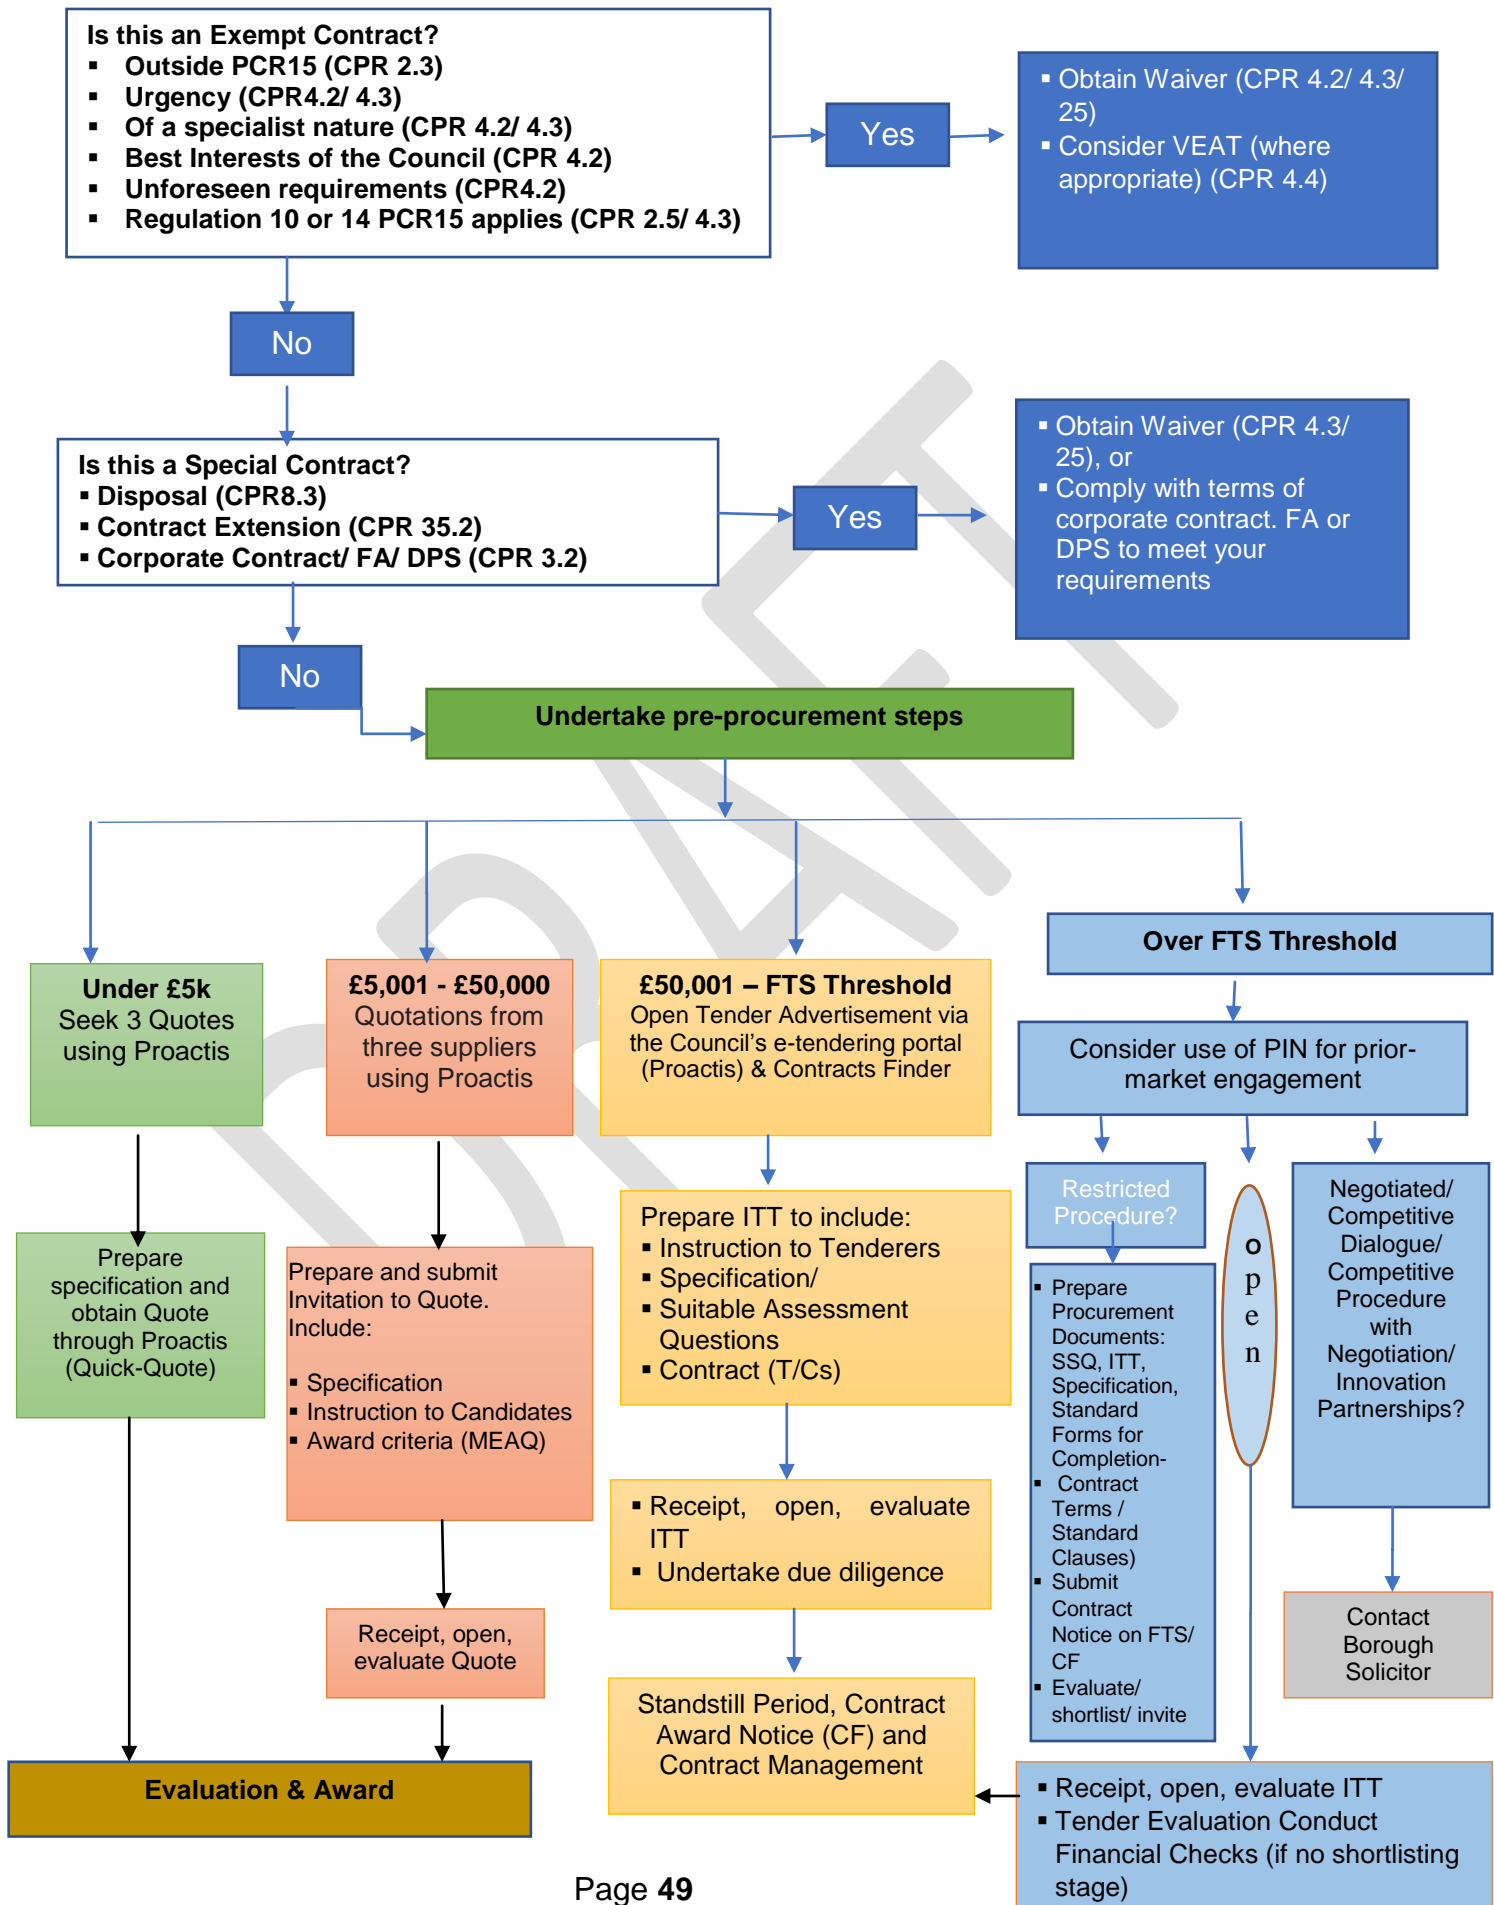 Is this an Exempt Contract?
▪ Outside PCR15 (CPR 2.3)
▪ Urgency (CPR4.2/ 4.3)
▪ Of a specialist nature (CPR 4.2/ 4.3)
▪ Best Interests of the Council (CPR 4.2)
▪ Unforeseen requirements (CPR4.2)
▪ Regulation 10 or 14 PCR15 applies (CPR 2.5/ 4.3)
Yes
▪ Obtain Waiver (CPR 4.2/ 4.3/
25)
▪ Consider VEAT (where
appropriate) (CPR 4.4)
No
Is this a Special Contract?
▪ Disposal (CPR8.3)
▪ Contract Extension (CPR 35.2)
▪ Corporate Contract/ FA/ DPS (CPR 3.2)
Yes
▪ Obtain Waiver (CPR 4.3/
25), or
▪ Comply with terms of
corporate contract. FA or
DPS to meet your
requirements
No
Undertake pre-procurement steps
DRAFT
Under £5k
Seek 3 Quotes
using Proactis
£5,001 - £50,000
Quotations from
three suppliers
using Proactis
£50,001 – FTS Threshold
Open Tender Advertisement via
the Council's e-tendering portal
(Proactis) & Contracts Finder
Over FTS Threshold
Consider use of PIN for prior-
market engagement
Prepare
specification and
obtain Quote
through Proactis
(Quick-Quote)
Prepare and submit
Invitation to Quote.
Include:
▪ Specification
▪ Instruction to Candidates
▪ Award criteria (MEAQ)
Receipt, open,
evaluate Quote
Evaluation & Award
Prepare ITT to include:
▪ Instruction to Tenderers
▪ Specification/
▪ Suitable Assessment
Questions
▪ Contract (T/Cs)
▪ Receipt, open, evaluate
ITT
▪ Undertake due diligence
Standstill Period, Contract
Award Notice (CF) and
Contract Management
Restricted
Procedure?
▪ Prepare
Procurement
Documents:
SSQ, ITT,
Specification,
Standard
Forms for
Completion-
▪ Contract
Terms /
Standard
Clauses)
▪ Submit
Contract
Notice on FTS/
CF
▪ Evaluate/
shortlist/ invite
o
p
e
n
Negotiated/
Competitive
Dialogue/
Competitive
Procedure
with
Negotiation/
Innovation
Partnerships?
Contact
Borough
Solicitor
▪ Receipt, open, evaluate ITT
▪ Tender Evaluation Conduct
Financial Checks (if no shortlisting
stage)
Page 49